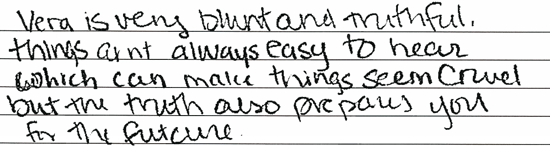 Vera is very blunt and truthful.
things arnt always easy to hear
which can make things seem Cruel
but the truth also prepares you
for the future.